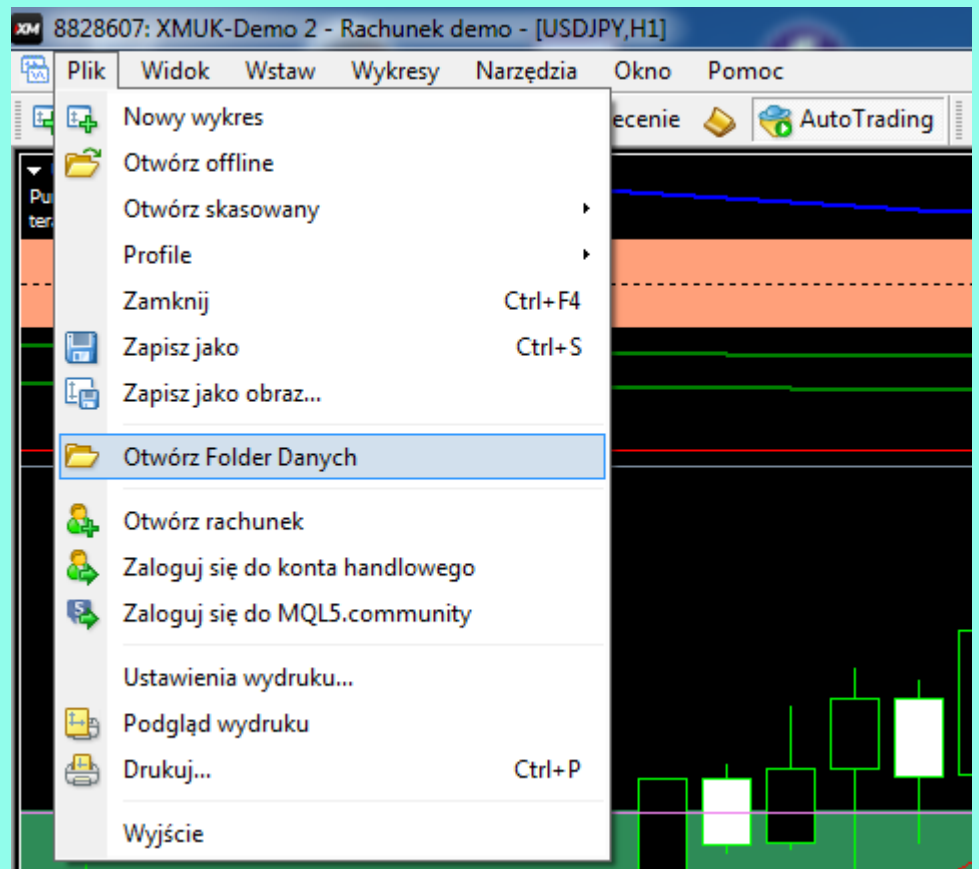 XM 8828607: XMUK-Demo 2 - Rachunek demo - [USDJPY,H1]
Plik Widok Wstaw Wykresy Narzędzia Okno Pomoc
AutoTrading
Nowy wykres
Otwórz offline
Otwórz skasowany
Profile
Zamknij Ctrl+F4
Zapisz jako Ctrl+S
Zapisz jako obraz...
Otwórz Folder Danych
Otwórz rachunek
Zaloguj się do konta handlowego
Zaloguj się do MQL5.community
Ustawienia wydruku...
Podgląd wydruku
Drukuj... Ctrl+P
Wyjście